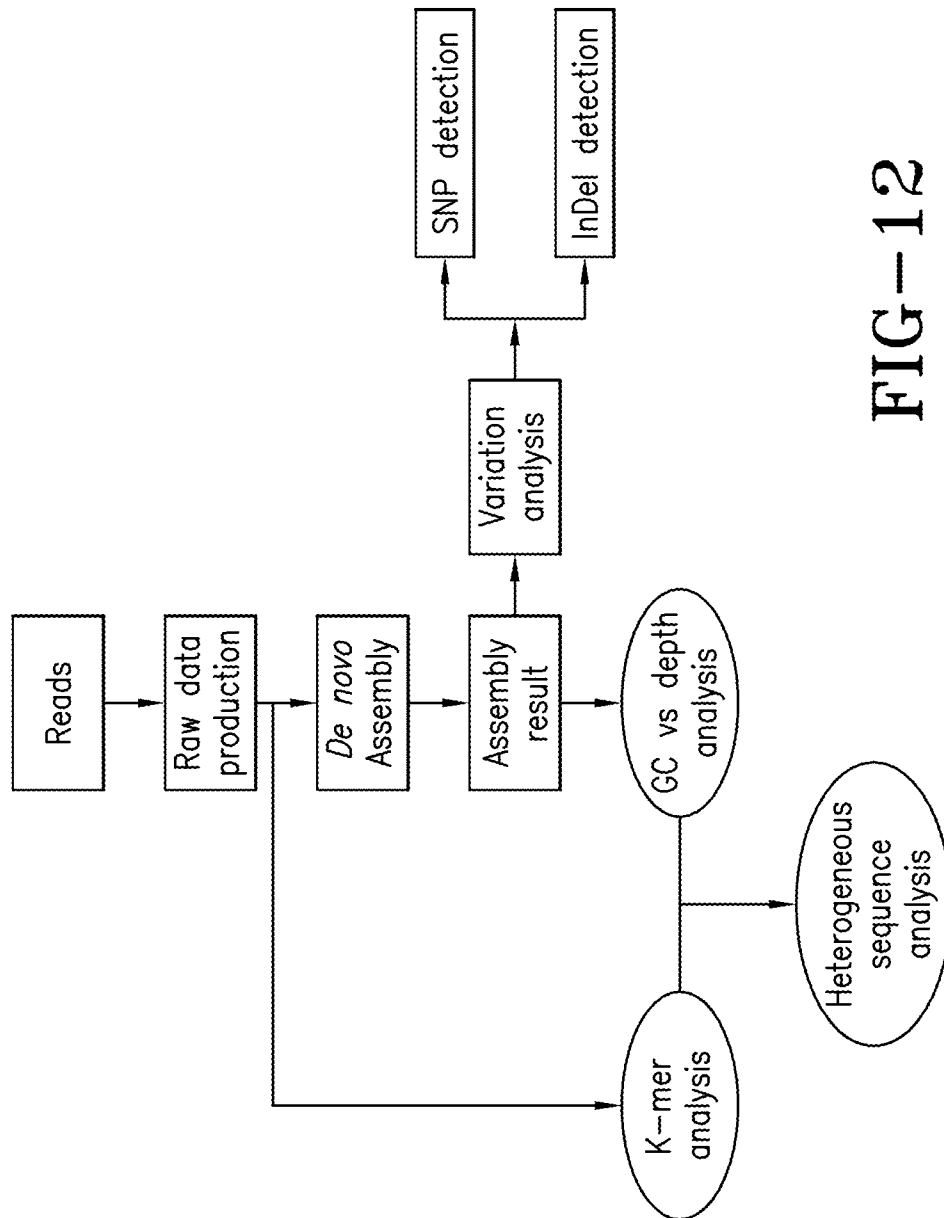 Reads
Raw data
production
De novo
Assembly
Assembly
result
Variation
analysis
SNP detection
InDel detection
GC vs depth
analysis
K-mer
analysis
Heterogeneous
sequence
analysis
FIG-12